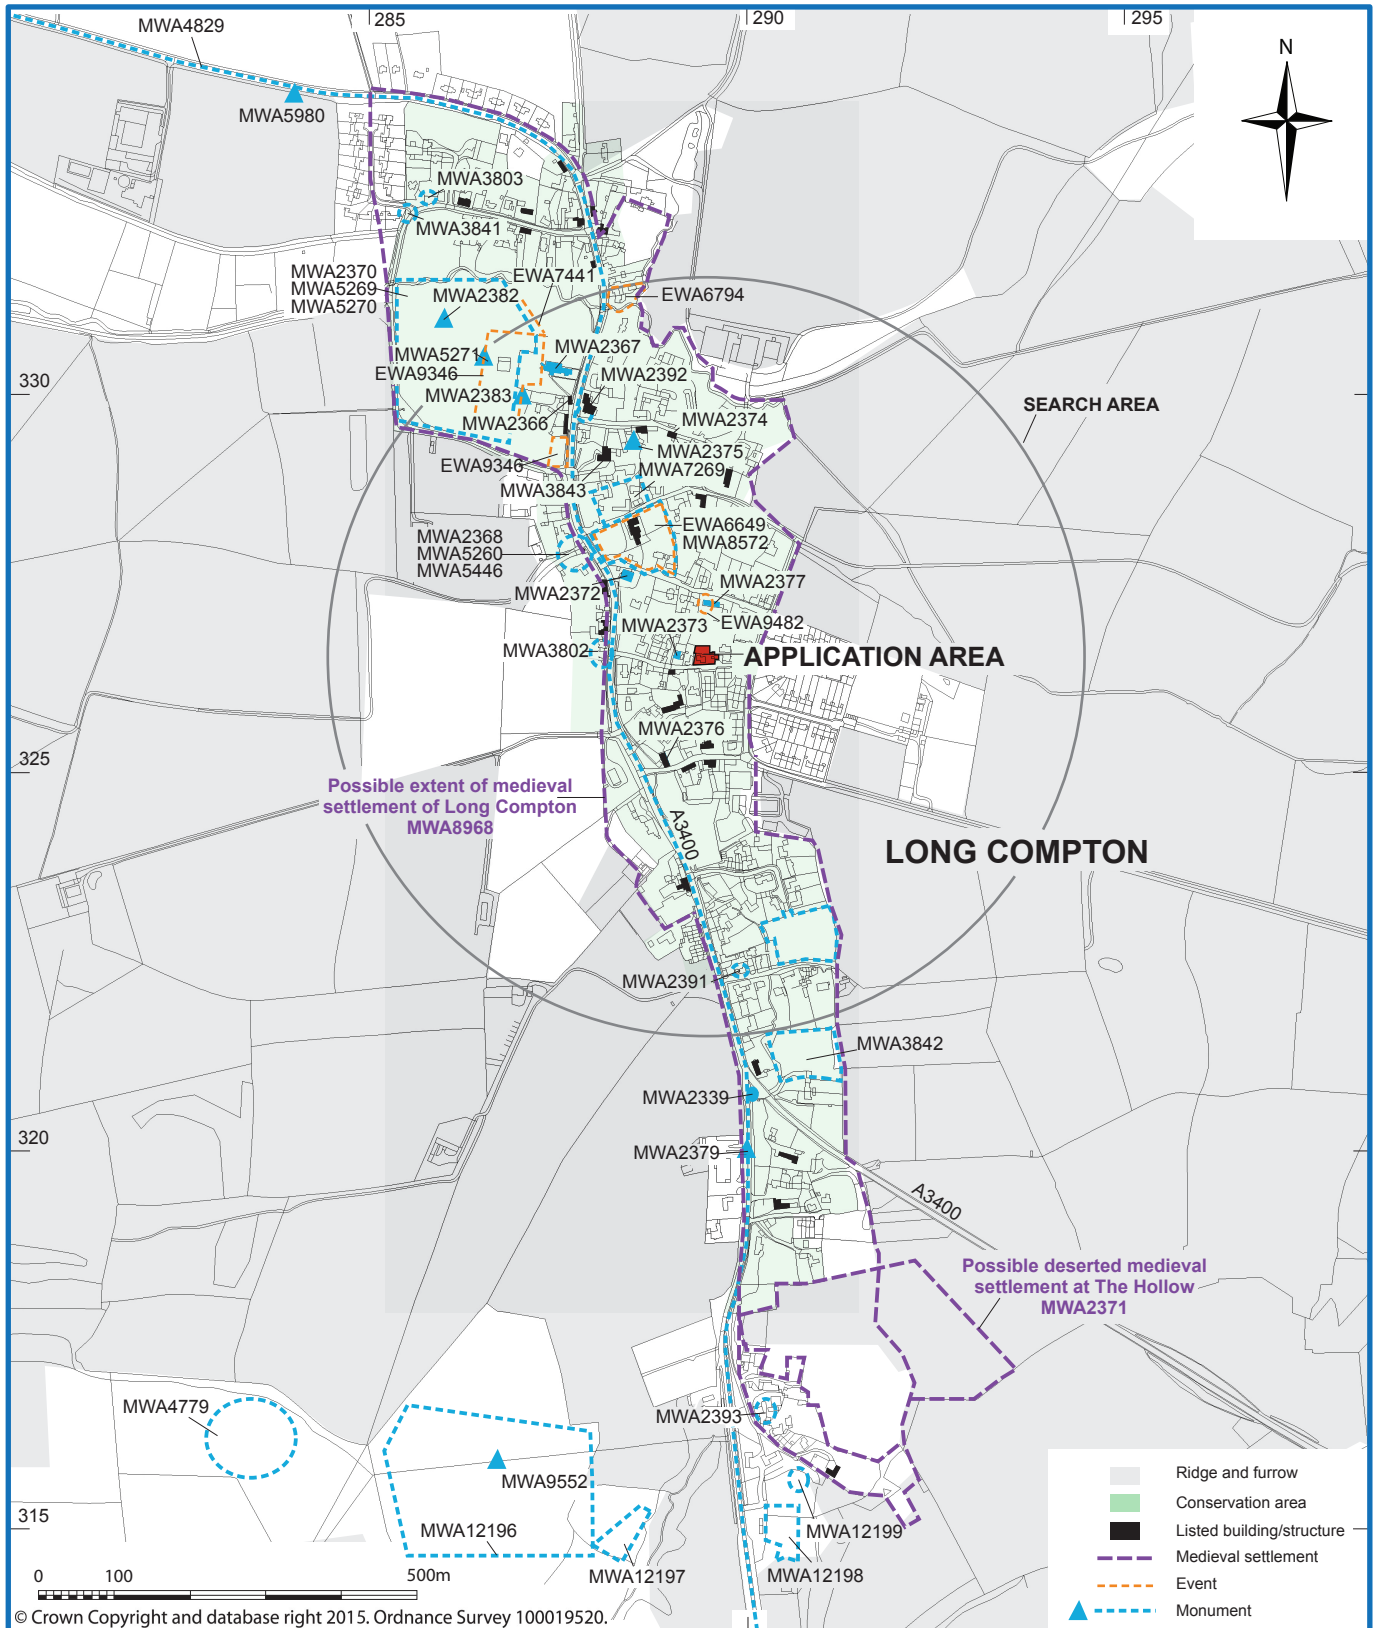 285
290
295
MWA4829
N
MWA5980
MWA3803
MWA3841
MWA2370
MWA5269
MWA5270
EWA7441
MWA2382
EWA6794
MWA5271
MWA2367
EWA9346
MWA2392
330
MWA2383
SEARCH AREA
MWA2366
MWA2374
MWA2375
EWA9346
MWA7269
MWA3843
EWA6649
MWA8572
MWA2368
MWA5260
MWA5446
MWA2372
MWA2377
MWA2373
EWA9482
MWA3802
APPLICATION AREA
MWA2376
325
Possible extent of medieval
settlement of Long Compton
MWA8968
A3400
LONG COMPTON
MWA2391
MWA3842
MWA2339
320
MWA2379
A3400
Possible deserted medieval
settlement at The Hollow
MWA2371
MWA4779
MWA2393
MWA9552
Ridge and furrow
Conservation area
315
MWA12196
MWA12199
Listed building/structure
Medieval settlement
MWA12197
MWA12198
0 100 500m
Event
Monument
© Crown Copyright and database right 2015. Ordnance Survey 100019520.